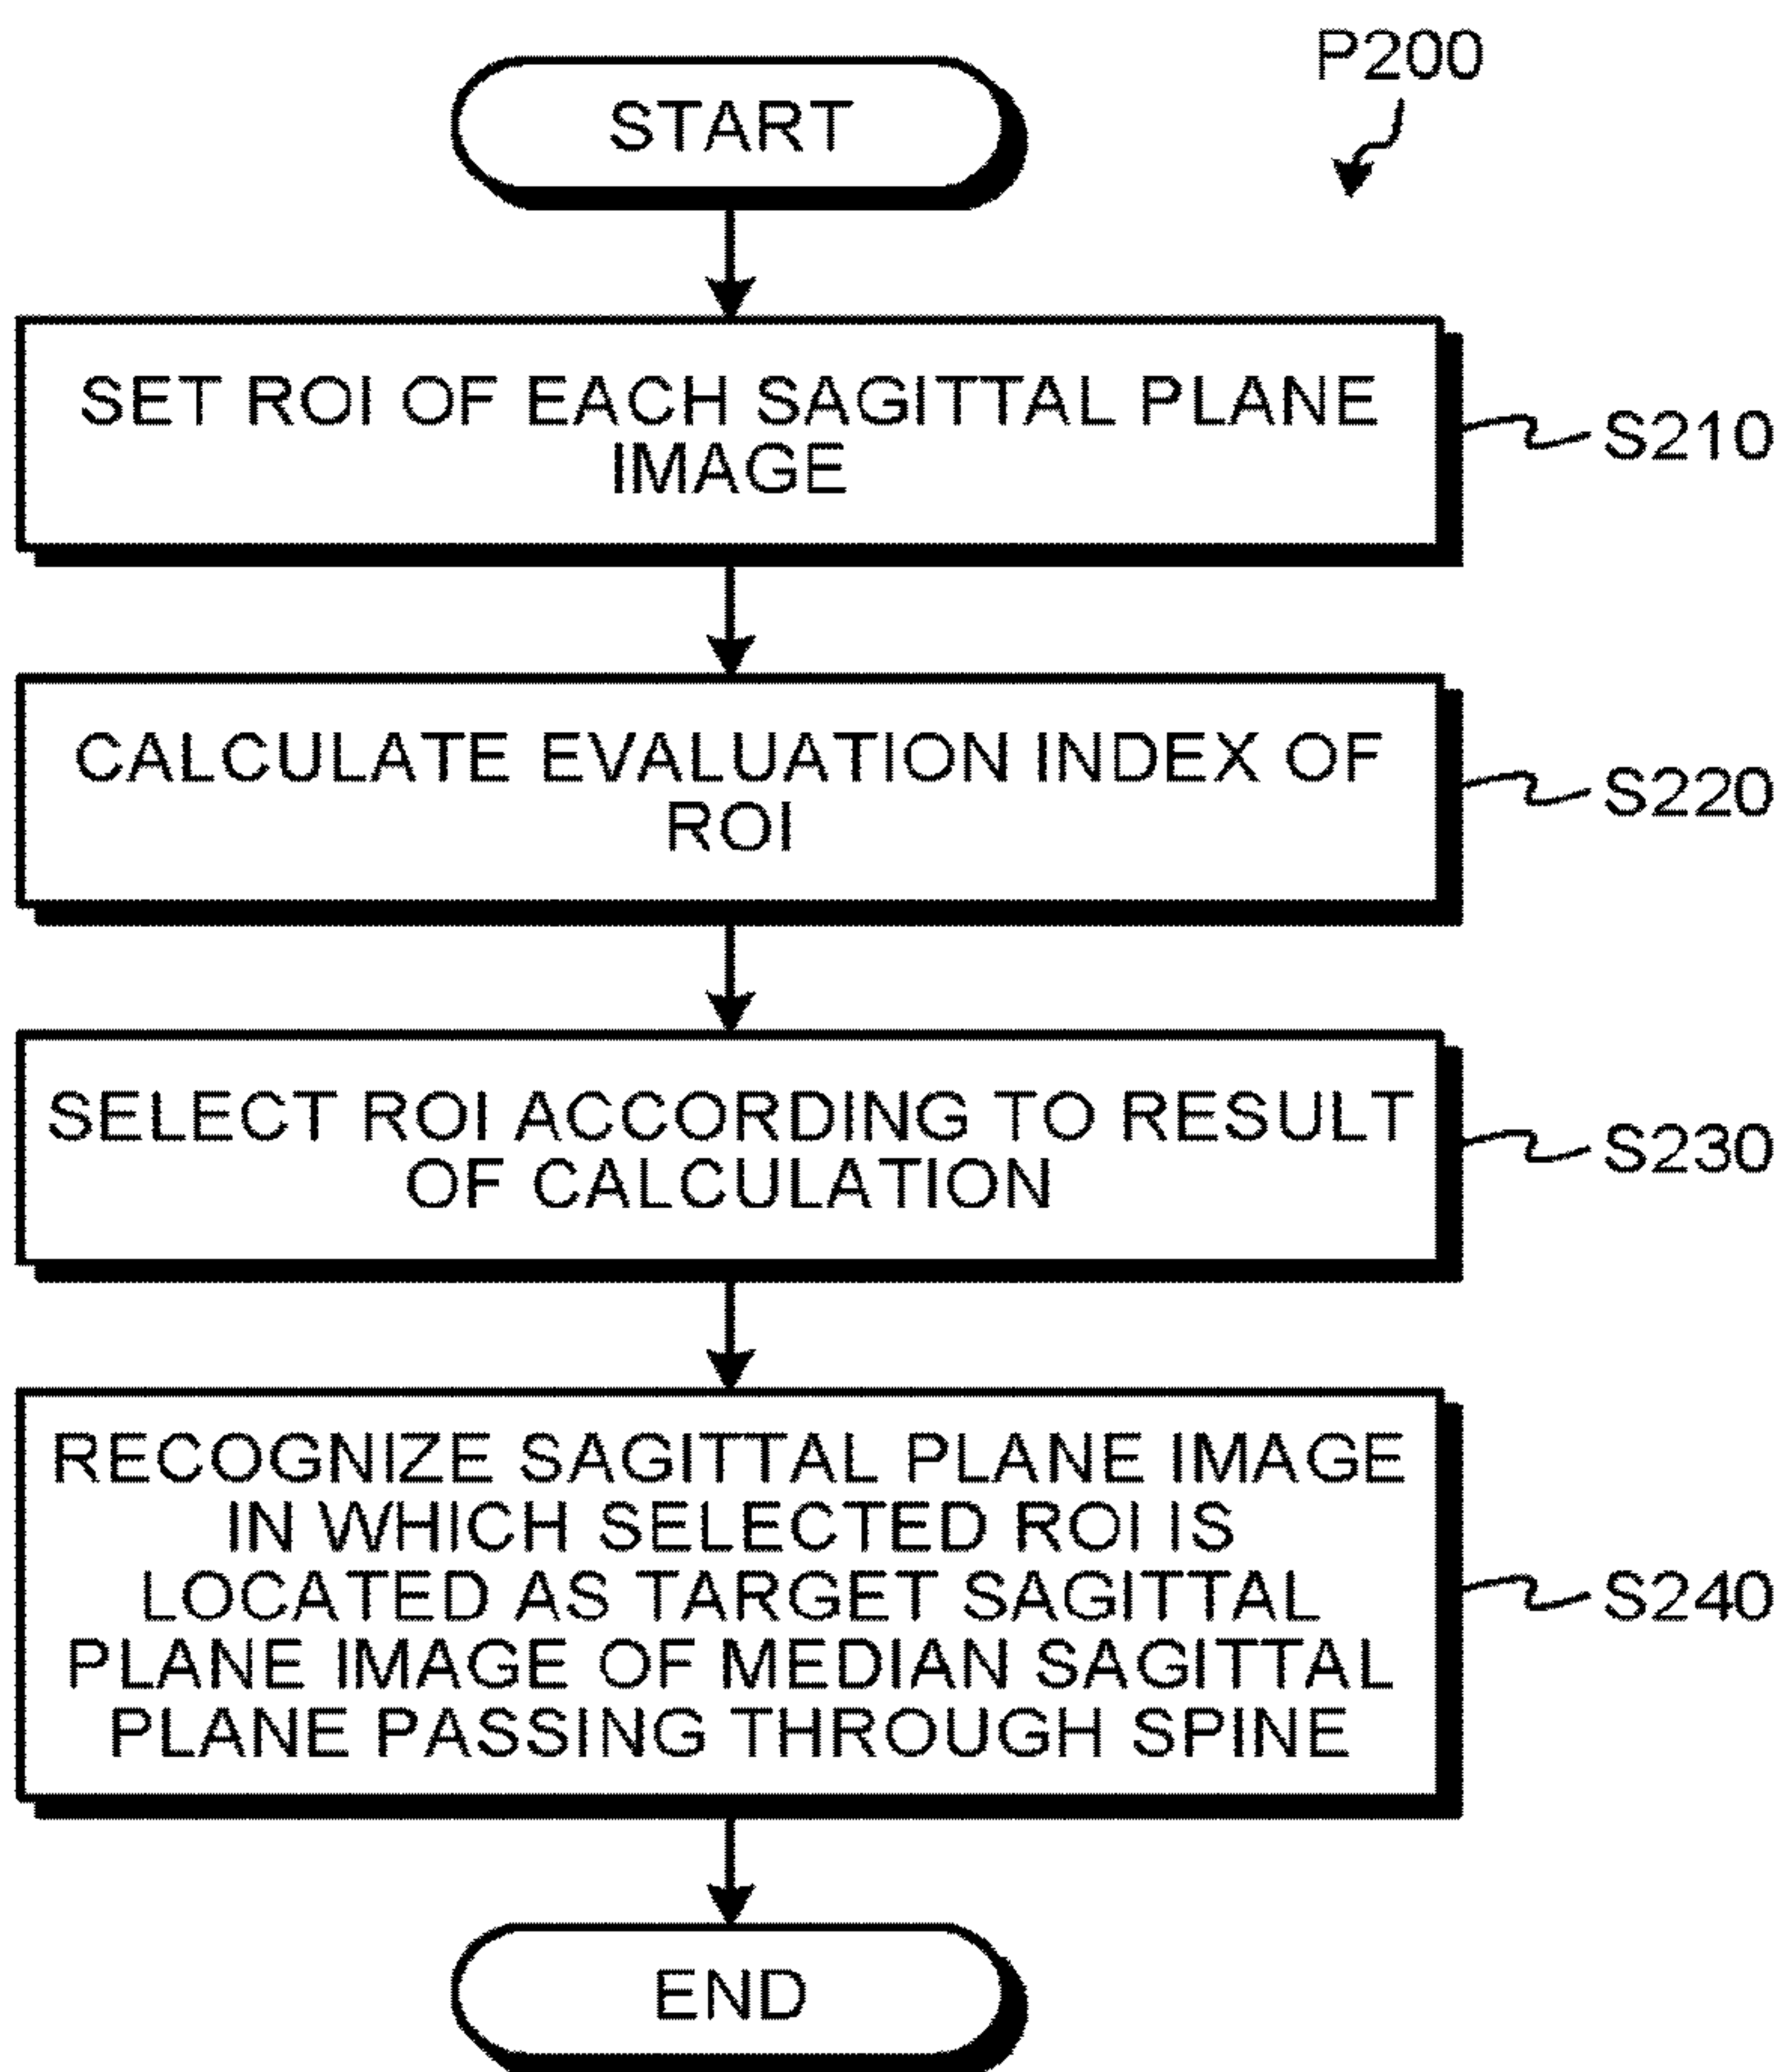 P200
START
SET ROI OF EACH SAGITTAL PLANE
IMAGE
S210
CALCULATE EVALUATION INDEX OF
ROI
S220
SELECT ROI ACCORDING TO RESULT
OF CALCULATION
S230
RECOGNIZE SAGITTAL PLANE IMAGE
IN WHICH SELECTED ROI IS
LOCATED AS TARGET SAGITTAL
PLANE IMAGE OF MEDIAN SAGITTAL
PLANE PASSING THROUGH SPINE
S240
END